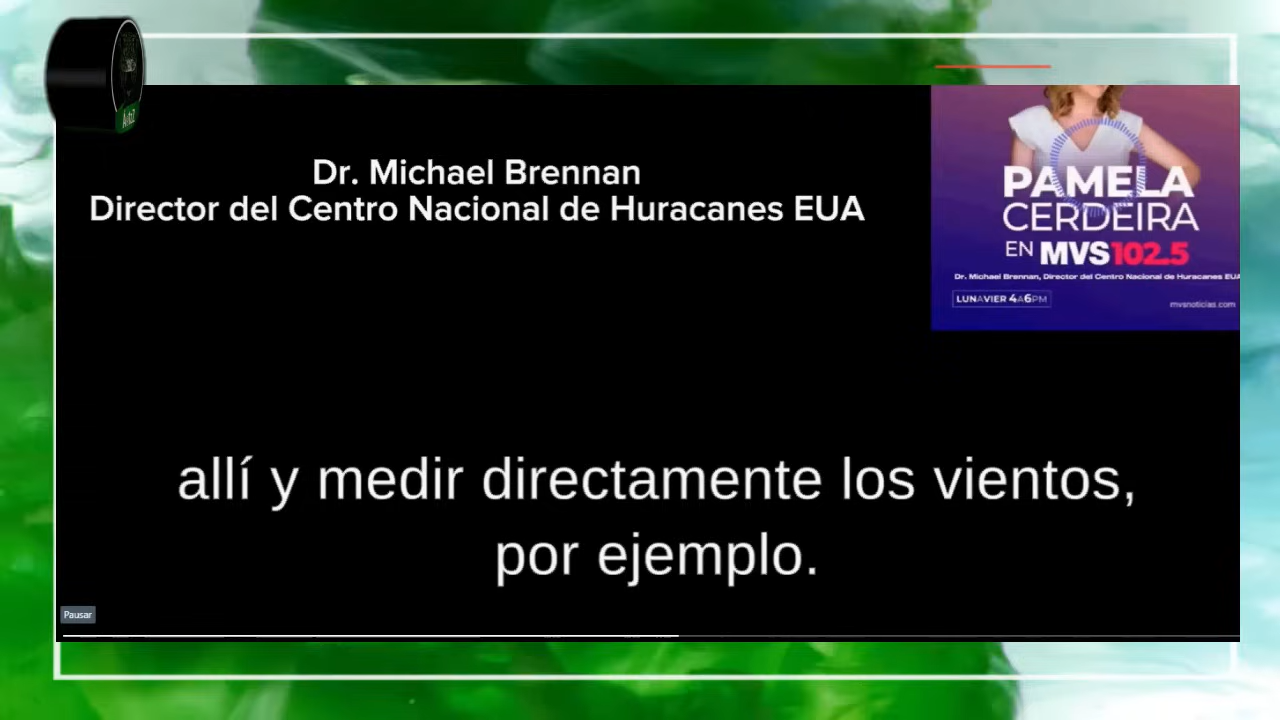 Dr. Michael Brennan
Director del Centro Nacional de Huracanes EUA
PAMELA
CERDEIRA
EN MVS102.5
Dr. Michael Brennan, Director del Centro Nacional de Huracanes EUA
LUNAVIER 4A6PM
mvsnoticias.com
allí y medir directamente los vientos,
por ejemplo.
Pausar